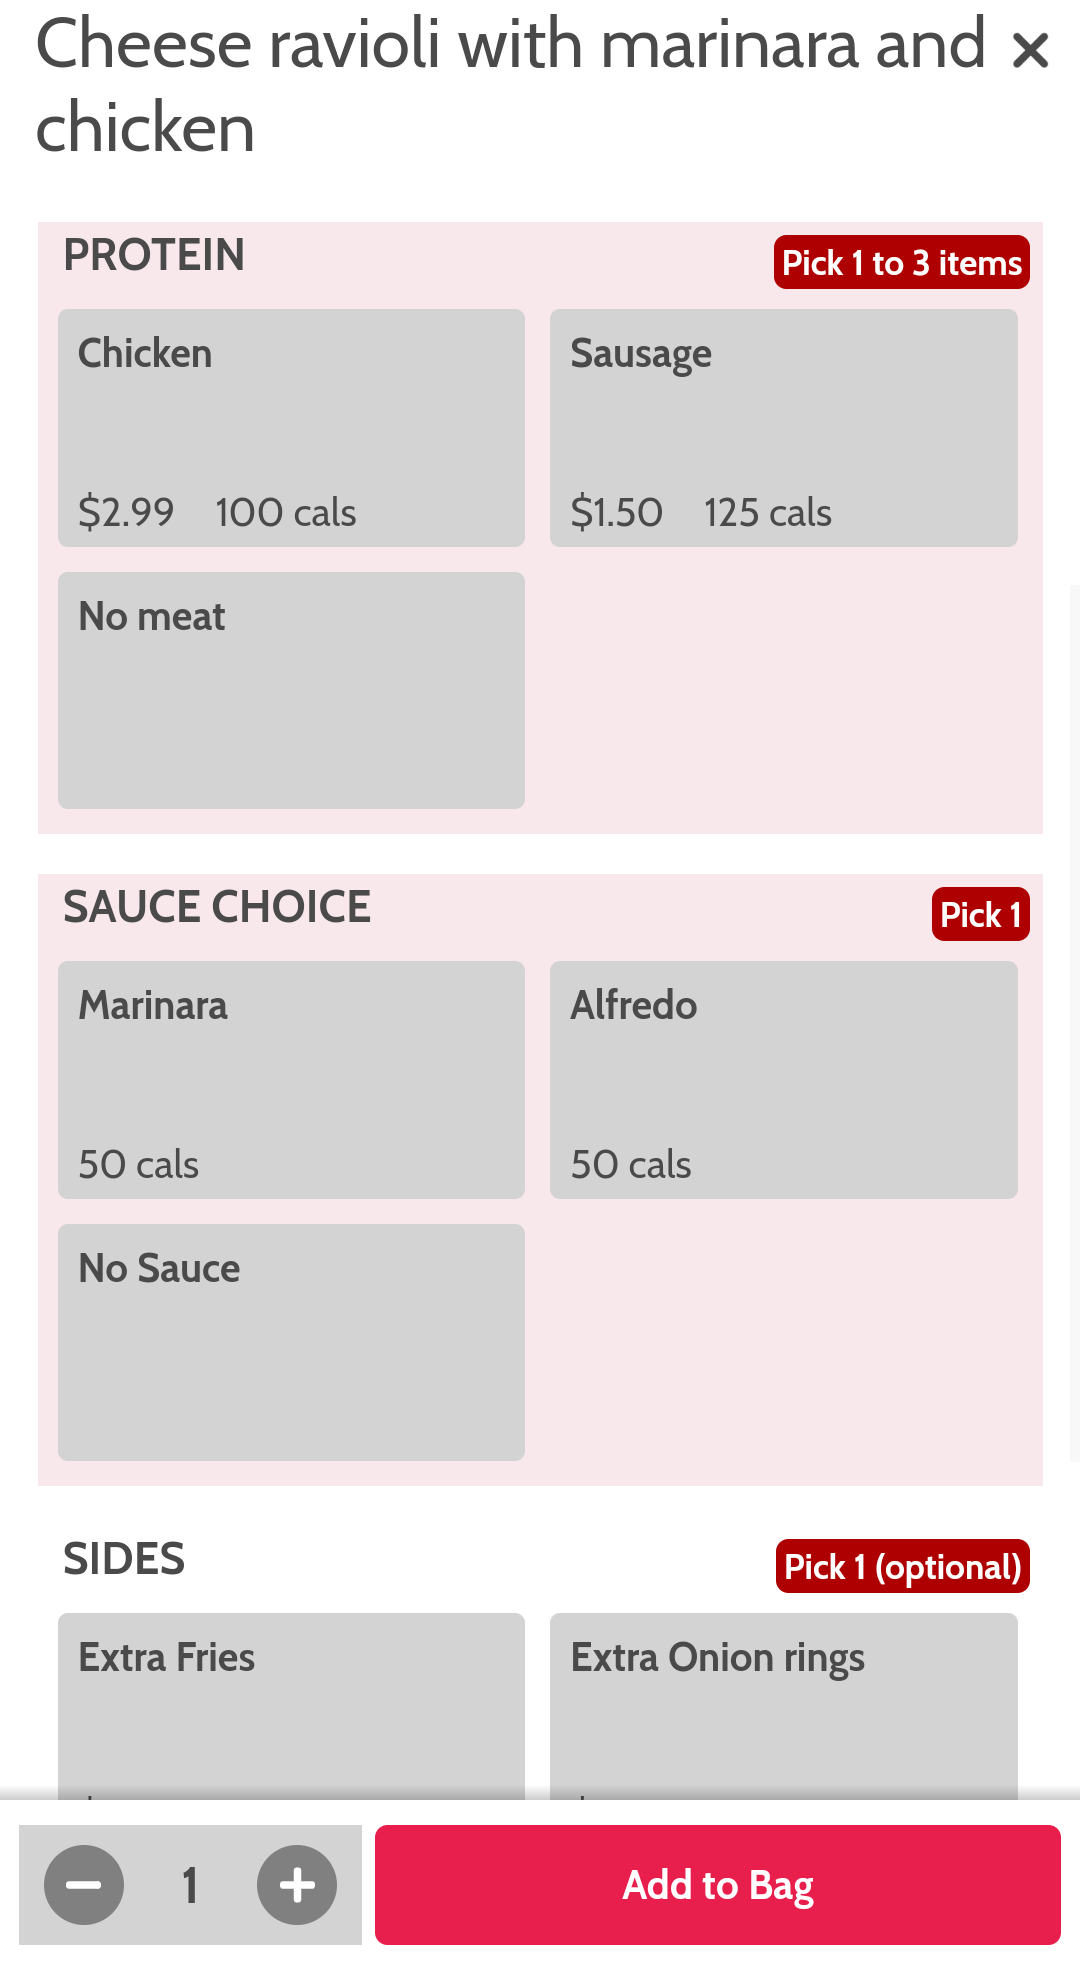 Cheese ravioli with marinara and
chicken
PROTEIN
Pick 1 to 3 items
Chicken
$2.99 100 cals
Sausage
$1.50 125 cals
No meat
SAUCE CHOICE
Pick 1
Marinara
50 cals
Alfredo
50 cals
No Sauce
SIDES
Pick 1 (optional)
Extra Fries
Extra Onion rings
1
Add to Bag